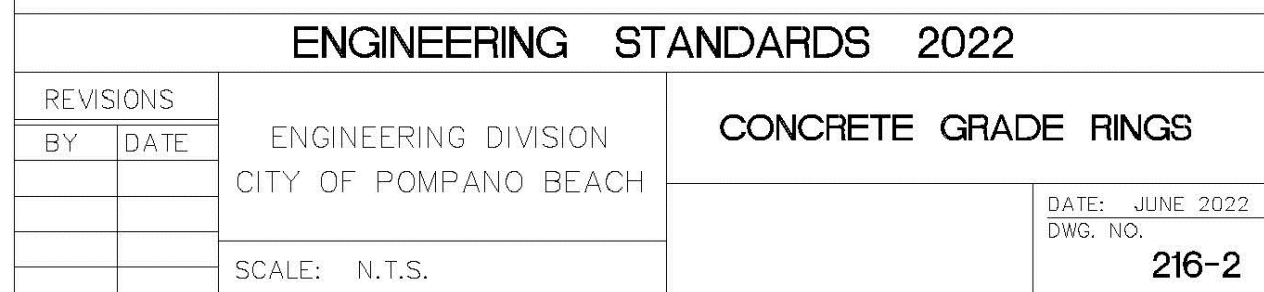 ENGINEERING STANDARDS 2022
REVISIONS
BY DATE
ENGINEERING DIVISION
CITY OF POMPANO BEACH
SCALE: N.T.S.
CONCRETE GRADE RINGS
DATE: JUNE 2022
DWG. NO.
216-2